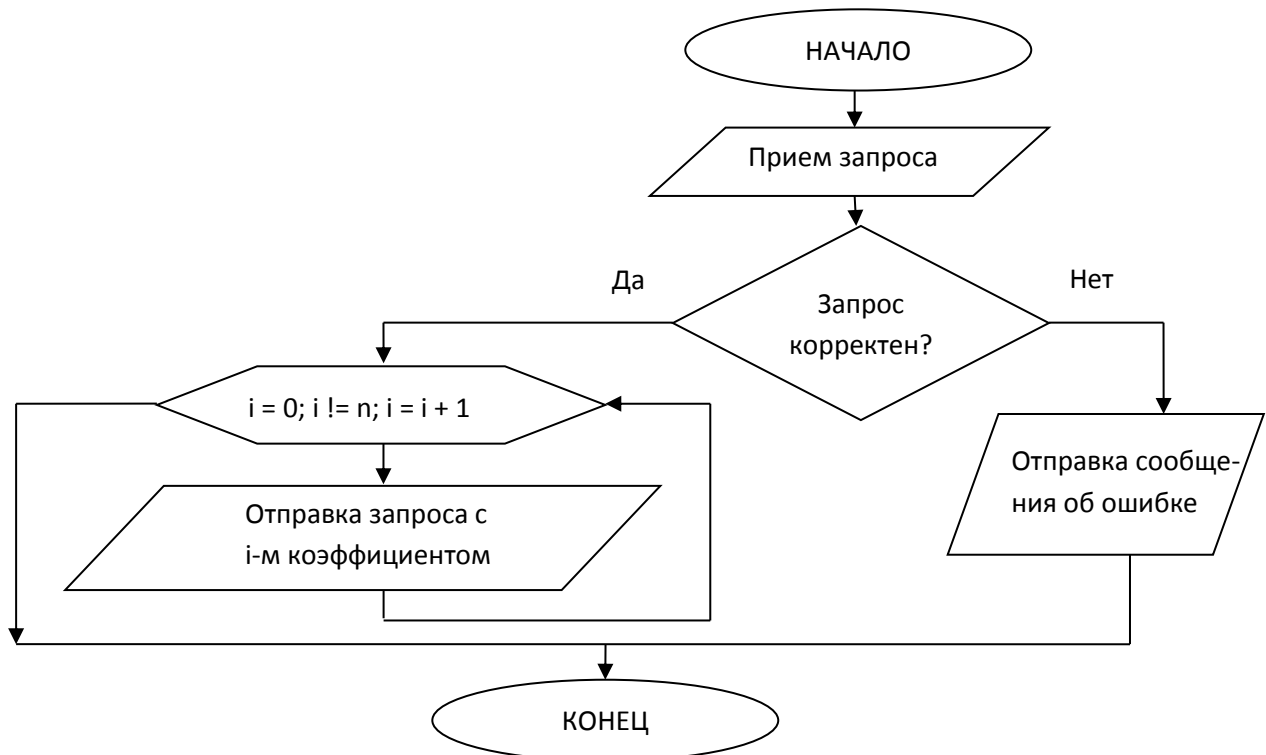 НАЧАЛО
Прием запроса
Да
Нет
Запрос
корректен?
i = 0; i != n; i = i + 1
Отправка сообще-
ния об ошибке
Отправка запроса с
i-м коэффициентом
КОНЕЦ